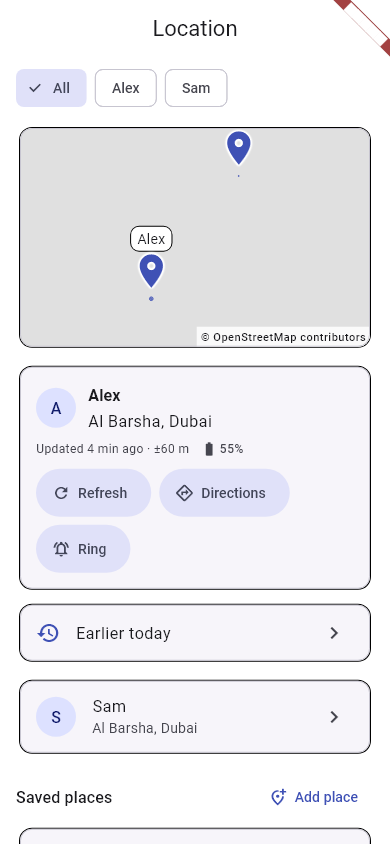 Location
All
Alex
Sam
Alex
© OpenStreetMap contributors
A
Alex
Al Barsha, Dubai
Updated 4 min ago · ±60 m
55%
Refresh
Directions
Ring
Earlier today
S
Sam
Al Barsha, Dubai
Saved places
Add place